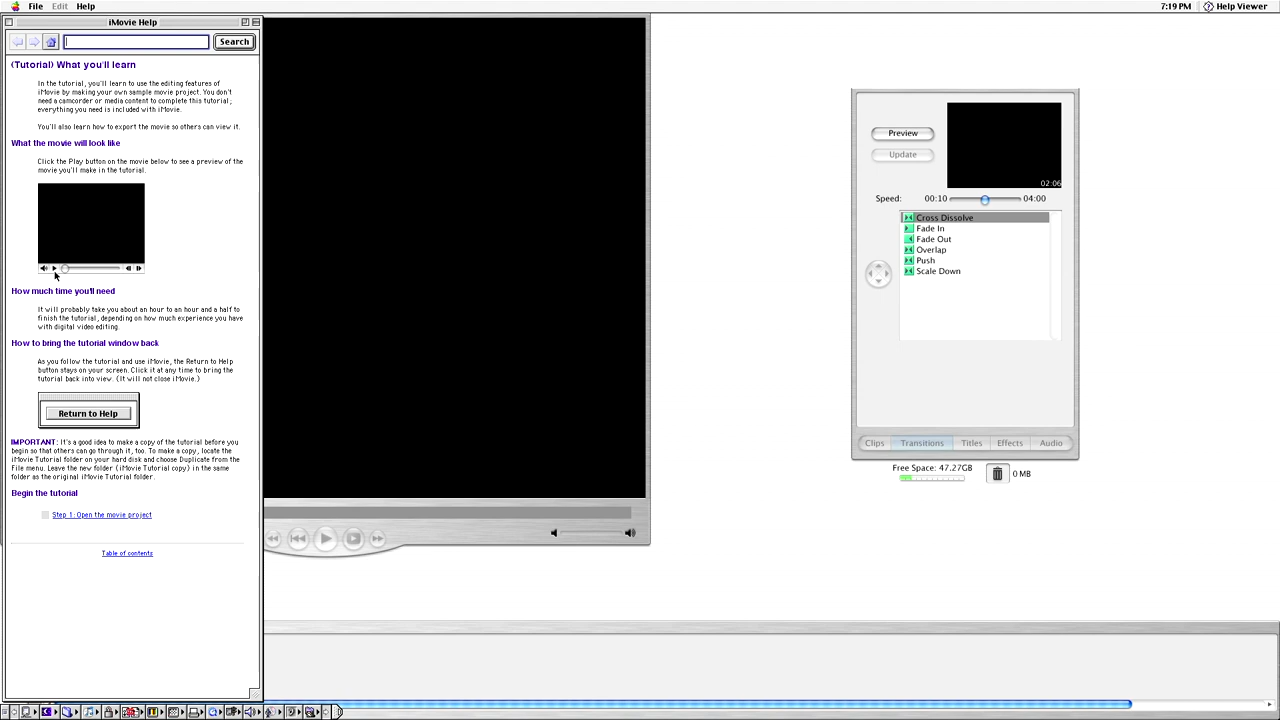 File Edit Help 7:19 PM Help Viewer
iMovie Help
Search
(Tutorial) What you'll learn
In the tutorial, you'll learn to use the editing features of
iMovie by making your own sample movie project. You don't
need a camcorder or media content to complete this tutorial;
everything you need is included with iMovie.
You'll also learn how to export the movie so others can view it.
What the movie will look like
Click the Play button on the movie below to see a preview of the
movie you'll make in the tutorial.
How much time you'll need
It will probably take you about an hour to an hour and a half to
finish the tutorial, depending on how much experience you have
with digital video editing.
How to bring the tutorial window back
As you follow the tutorial and use iMovie, the Return to Help
button stays on your screen. Click it at any time to bring the
tutorial back into view. (It will not close iMovie.)
Return to Help
IMPORTANT: It's a good idea to make a copy of the tutorial before you
begin so that others can go through it, too. To make a copy, locate the
iMovie Tutorial folder on your hard disk and choose Duplicate from the
File menu. Leave the new folder (iMovie Tutorial copy) in the same
folder as the original iMovie Tutorial folder.
Begin the tutorial
Step 1: Open the movie project
Table of contents
Preview
Update
02:06
Speed: 00:10 04:00
Cross Dissolve
Fade In
Fade Out
Overlap
Push
Scale Down
Clips Transitions Titles Effects Audio
Free Space: 47.27GB
0 MB